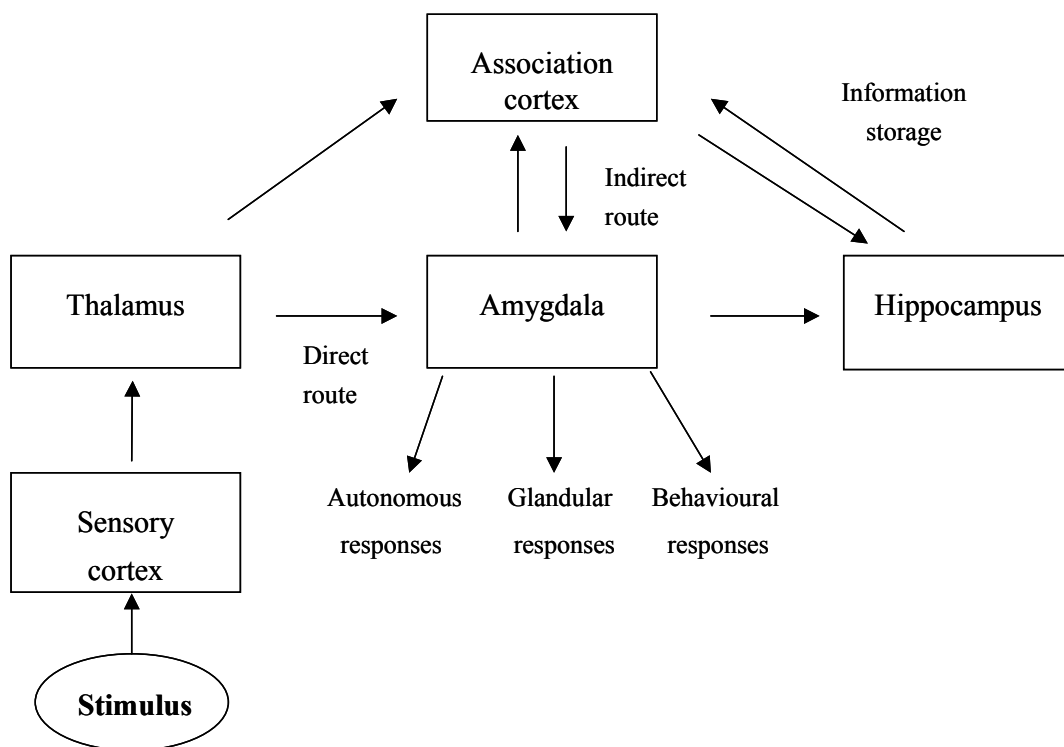 Association
cortex
Information
storage
Indirect
route
Thalamus
Amygdala
Hippocampus
Direct
route
Sensory
cortex
Autonomous
responses
Glandular
responses
Behavioural
responses
Stimulus